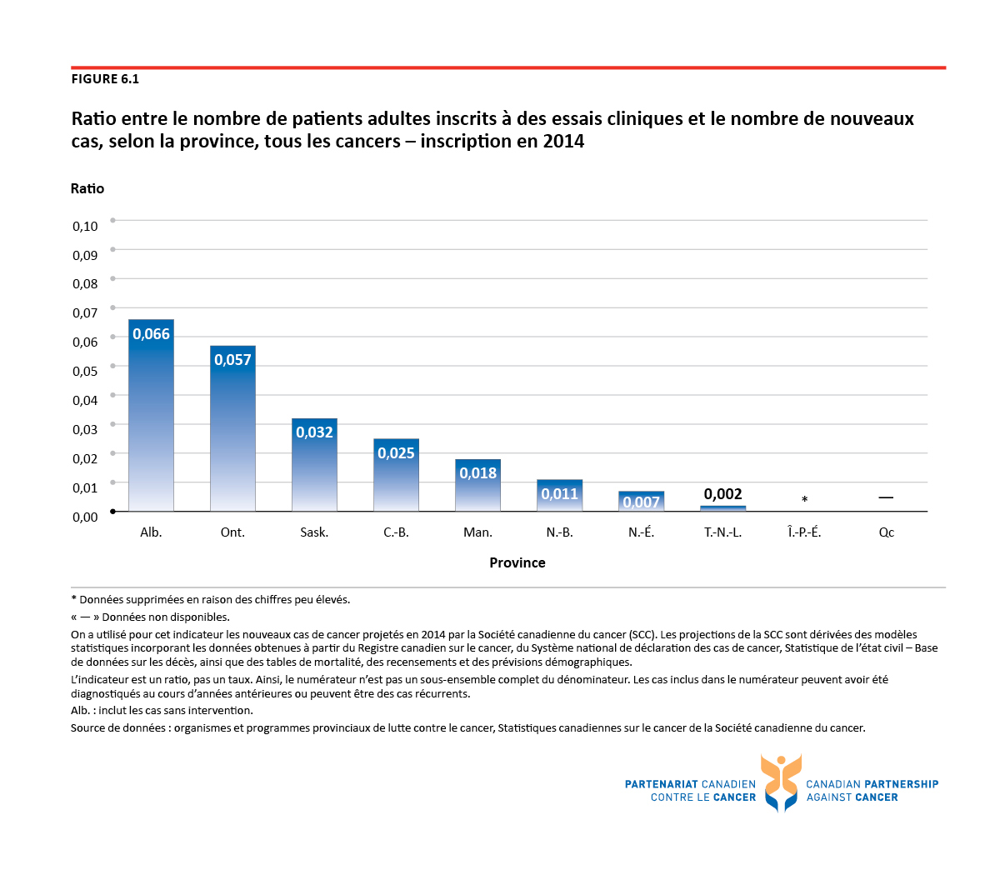 FIGURE 6.1
Ratio entre le nombre de patients adultes inscrits à des essais cliniques et le nombre de nouveaux
cas, selon la province, tous les cancers – inscription en 2014
Ratio
0,10
0,09
0,08
0,07
0,06
0,05
0,04
0,03
0,02
0,01
0,00
0,066
0,057
0,032
0,025
0,018
0,011
0,007
0,002
*
—
Alb. Ont. Sask. C.-B. Man. N.-B. N.-É. T.-N.-L. Î.-P.-É. Qc
Province
* Données supprimées en raison des chiffres peu élevés.
« — » Données non disponibles.
On a utilisé pour cet indicateur les nouveaux cas de cancer projetés en 2014 par la Société canadienne du cancer (SCC). Les projections de la SCC sont dérivées des modèles
statistiques incorporant les données obtenues à partir du Registre canadien sur le cancer, du Système national de déclaration des cas de cancer, Statistique de l’état civil – Base
de données sur les décès, ainsi que des tables de mortalité, des recensements et des prévisions démographiques.
L’indicateur est un ratio, pas un taux. Ainsi, le numérateur n’est pas un sous-ensemble complet du dénominateur. Les cas inclus dans le numérateur peuvent avoir été
diagnostiqués au cours d’années antérieures ou peuvent être des cas récurrents.
Alb. : inclut les cas sans intervention.
Source de données : organismes et programmes provinciaux de lutte contre le cancer, Statistiques canadiennes sur le cancer de la Société canadienne du cancer.
PARTENARIAT CANADIEN
CONTRE LE CANCER
CANADIAN PARTNERSHIP
AGAINST CANCER